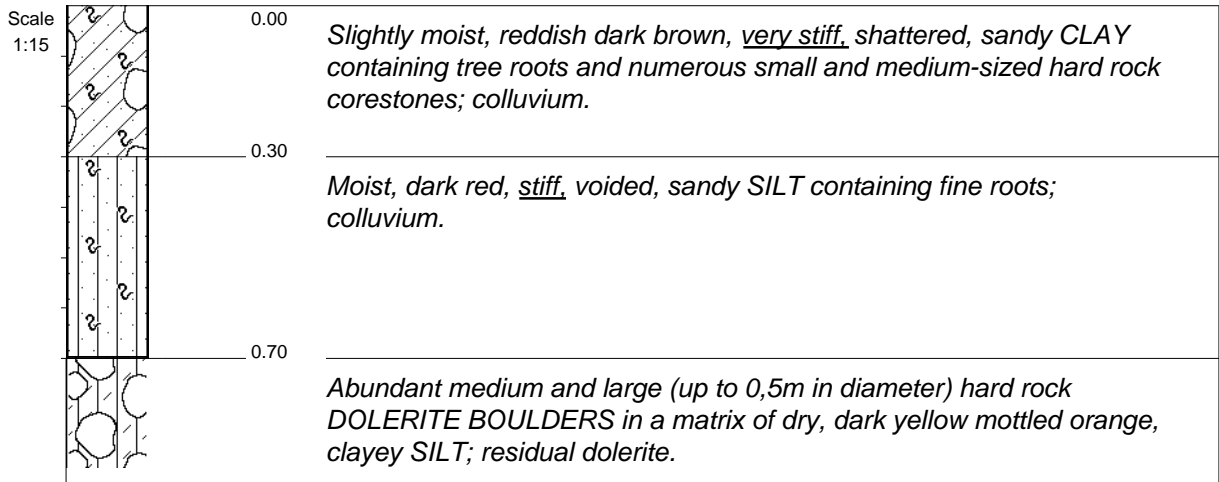 Scale
1:15
0.00
Slightly moist, reddish dark brown, very stiff, shattered, sandy CLAY
containing tree roots and numerous small and medium-sized hard rock
corestones; colluvium.
0.30
Moist, dark red, stiff, voided, sandy SILT containing fine roots;
colluvium.
0.70
Abundant medium and large (up to 0,5m in diameter) hard rock
DOLERITE BOULDERS in a matrix of dry, dark yellow mottled orange,
clayey SILT; residual dolerite.